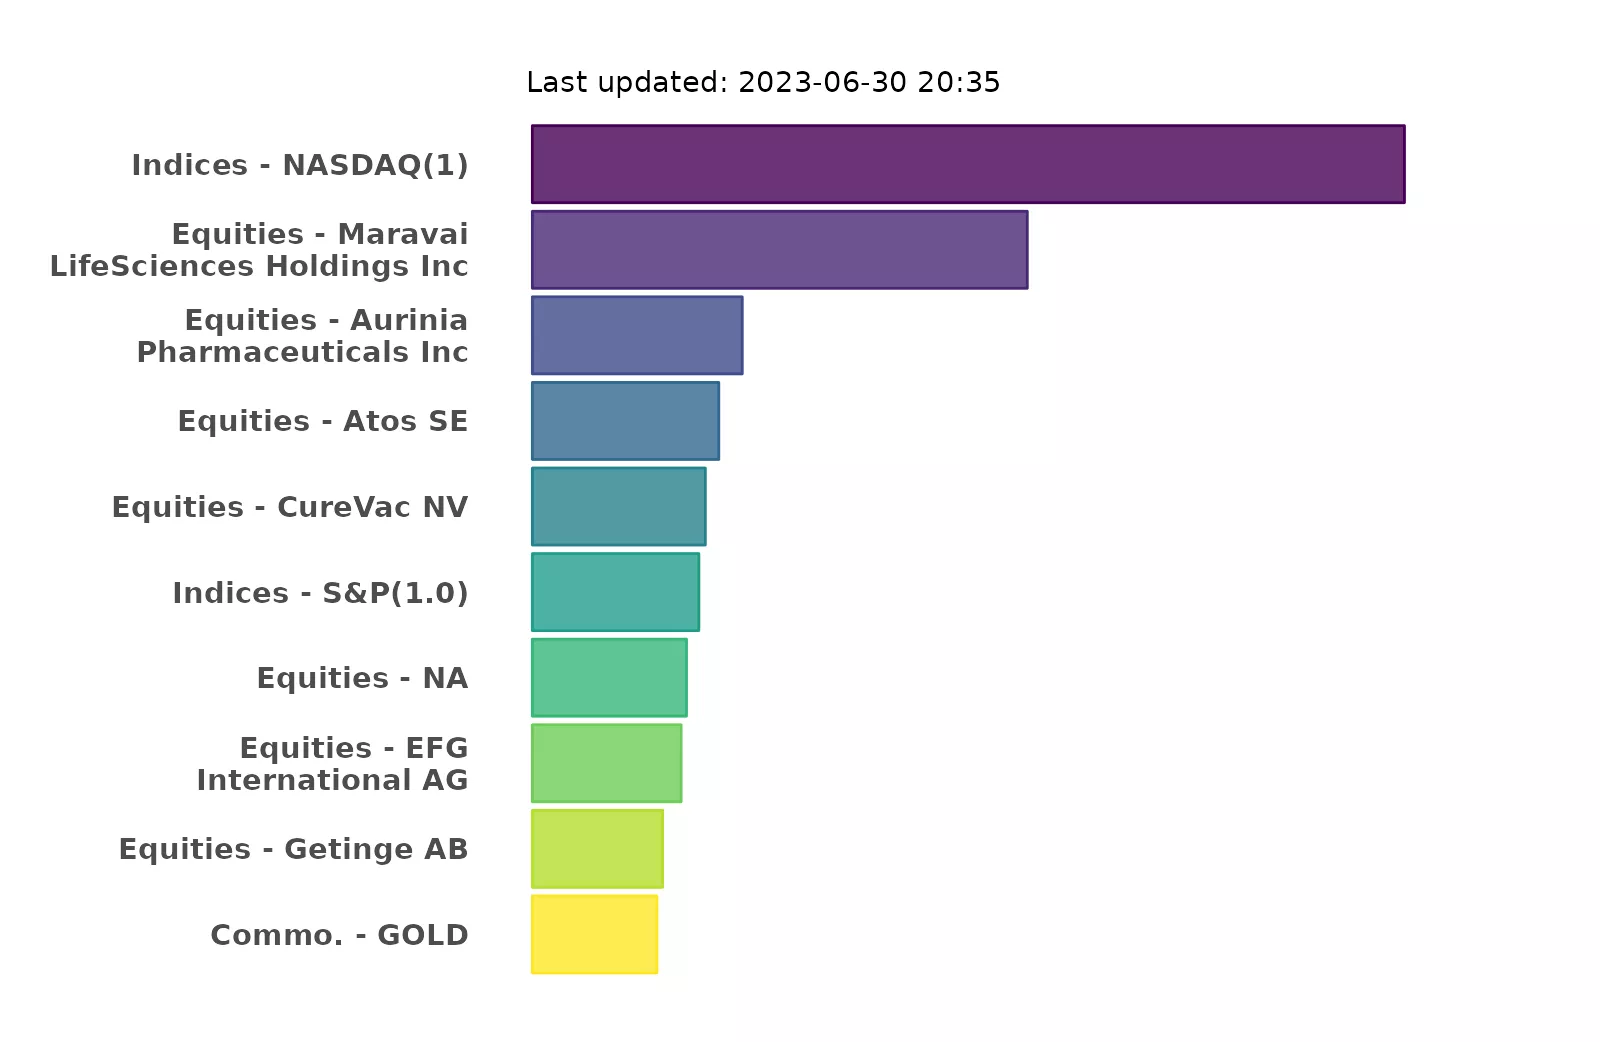 Last updated: 2023-06-30 20:35
Indices - NASDAQ(1)
Equities - Maravai
LifeSciences Holdings Inc
Equities - Aurinia
Pharmaceuticals Inc
Equities - Atos SE
Equities - CureVac NV
Indices - S&P(1.0)
Equities - NA
Equities - EFG
International AG
Equities - Getinge AB
Commo. - GOLD